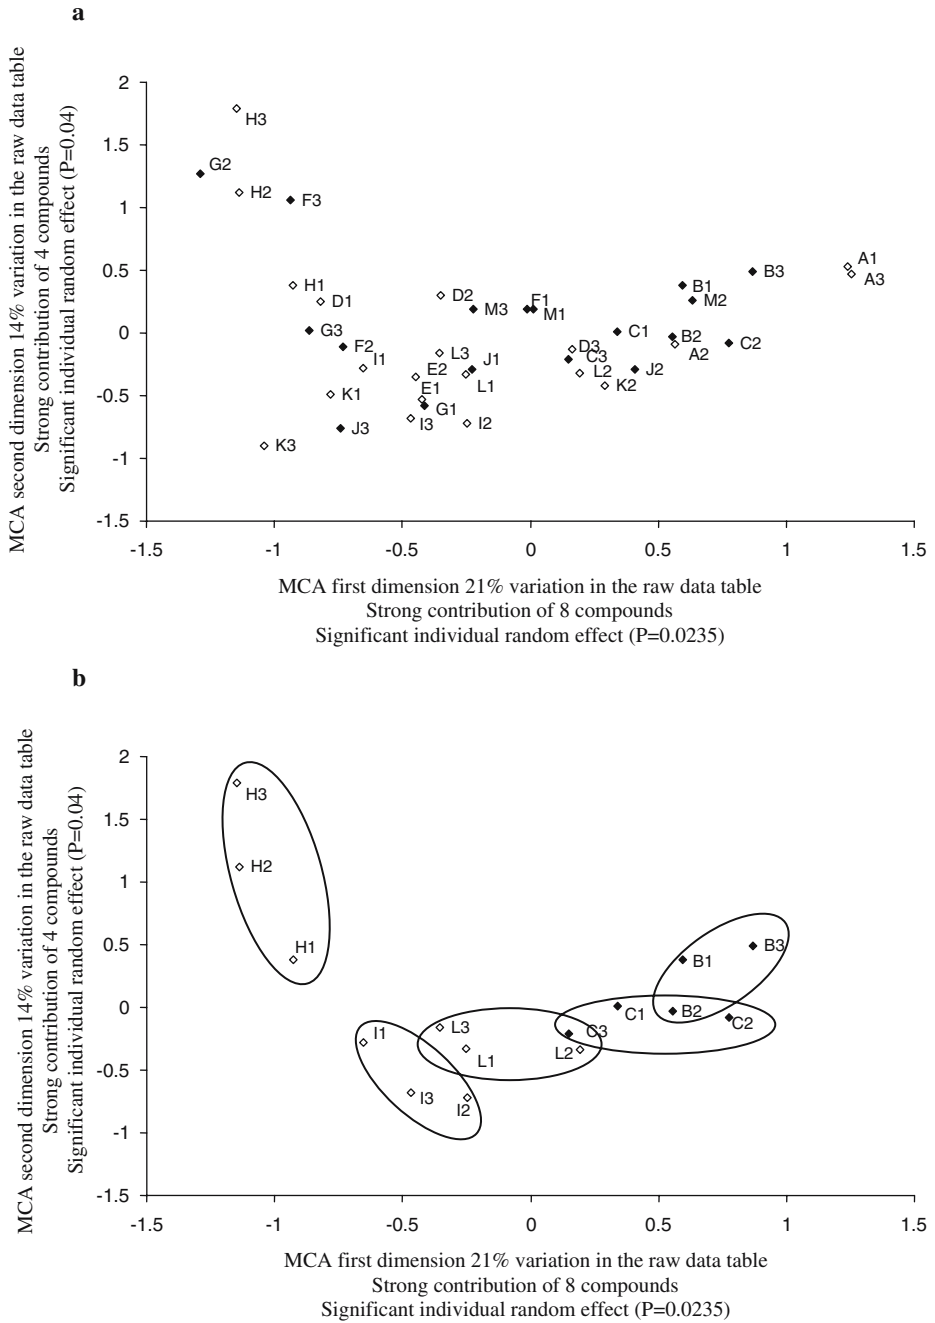 a
MCA second dimension 14% variation in the raw data table
Strong contribution of 4 compounds
Significant individual random effect (P=0.04)
2
1.5
1
0.5
0
-0.5
-1
-1.5
H3
G2
H2
F3
A1
A3
B3
H1
D1
D2
B1
M2
M3
F1
M1
G3
C1
B2
C2
F2
A2
D3
C3
L3
J1
I1
E2
L1
L2
J2
K2
K1
E1
G1
I3
I2
J3
K3
-1.5
-1
-0.5
0
0.5
1
1.5
MCA first dimension 21% variation in the raw data table
Strong contribution of 8 compounds
Significant individual random effect (P=0.0235)
b
MCA second dimension 14% variation in the raw data table
Strong contribution of 4 compounds
Significant individual random effect (P=0.04)
2
1.5
1
0.5
0
-0.5
-1
-1.5
H3
H2
H1
B3
B1
B2
C1
C2
C3
L3
L1
L2
I1
I3
I2
-1.5
-1
-0.5
0
0.5
1
1.5
MCA first dimension 21% variation in the raw data table
Strong contribution of 8 compounds
Significant individual random effect (P=0.0235)